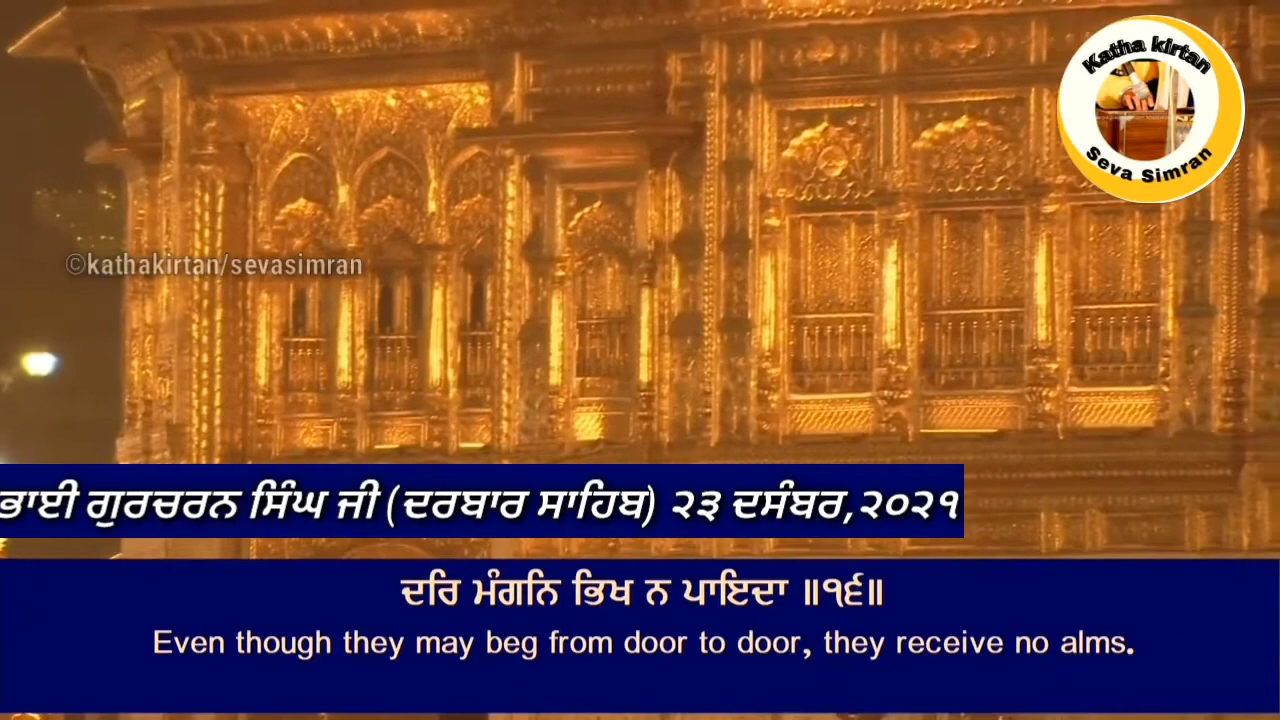 Katha kirtan
Seva Simran
©kathakirtan/sevasimran
ਭਾਈ ਗੁਰਚਰਨ ਸਿੰਘ ਜੀ (ਦਰਬਾਰ ਸਾਹਿਬ) ੨੩ ਦਸੰਬਰ,੨੦੨੧
ਦਰਿ ਮੰਗਨਿ ਭਿਖ ਨ ਪਾਇਦਾ ॥੧੬॥
Even though they may beg from door to door, they receive no alms.